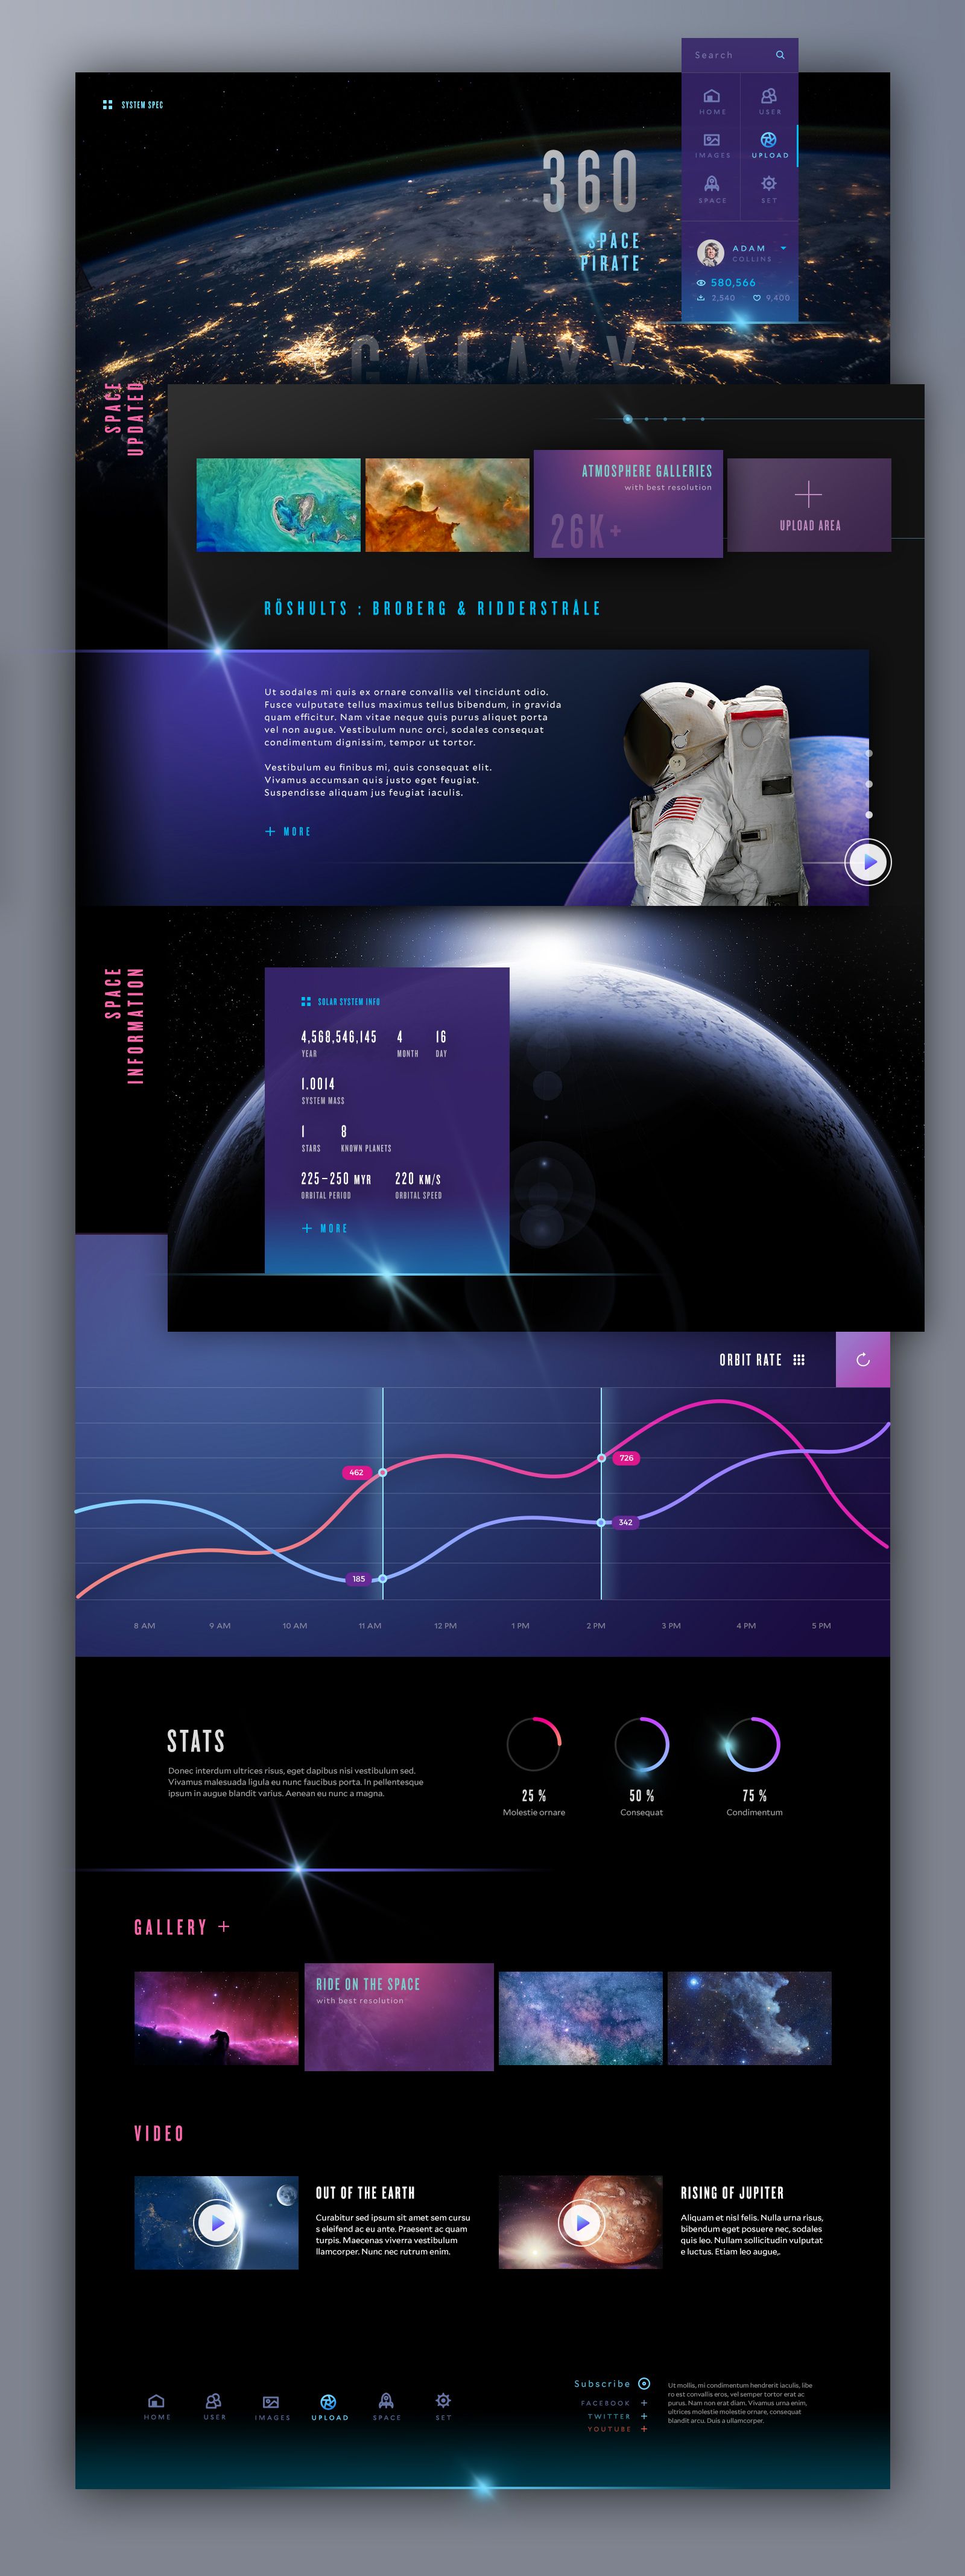 Search
SYSTEM SPEC
HOME
USER
IMAGES
UPLOAD
SPACE
SET
360
SPACE
PIRATE
ADAM
COLLINS
580,566
2,540
9,400
GALAXY
SPACE
UPDATED
ATMOSPHERE GALLERIES
with best resolution
26K+
UPLOAD AREA
RÖSHULTS : BROBERG & RIDDERSTRÅLE
Ut sodales mi quis ex ornare convallis vel tincidunt odio.
Fusce vulputate tellus maximus tellus bibendum, in gravida
quam efficitur. Nam vitae neque quis purus aliquet porta
vel non augue. Vestibulum nunc orci, sodales consequat
condimentum dignissim, tempor ut tortor.
Vestibulum eu finibus mi, quis consequat elit.
Vivamus accumsan quis justo eget feugiat.
Suspendisse aliquam jus feugiat iaculis.
+ MORE
SPACE
INFORMATION
SOLAR SYSTEM INFO
4,568,546,145 4 16
YEAR MONTH DAY
1.0014
SYSTEM MASS
1 8
STARS KNOWN PLANETS
225-250 MYR 220 KM/S
ORBITAL PERIOD ORBITAL SPEED
+ MORE
ORBIT RATE
462
726
342
185
8 AM 9 AM 10 AM 11 AM 12 PM 1 PM 2 PM 3 PM 4 PM 5 PM
STATS
Donec interdum ultrices risus, eget dapibus nisi vestibulum sed.
Vivamus malesuada ligula eu nunc faucibus porta. In pellentesque
ipsum in augue blandit varius. Aenean eu nunc a magna.
25 % 50 % 75 %
Molestie ornare Consequat Condimentum
GALLERY +
RIDE ON THE SPACE
with best resolution
VIDEO
OUT OF THE EARTH
Curabitur sed ipsum sit amet sem cursu
s eleifend ac eu ante. Praesent ac quam
turpis. Maecenas viverra vestibulum
llamcorper. Nunc nec rutrum enim.
RISING OF JUPITER
Aliquam et nisl felis. Nulla urna risus,
bibendum eget posuere nec, sodales
quis leo. Nullam sollicitudin vulputat
e luctus. Etiam leo augue,.
HOME USER IMAGES UPLOAD SPACE SET
Subscribe
FACEBOOK +
TWITTER +
YOUTUBE +
Ut mollis, mi condimentum hendrerit iaculis, libe
ro est convallis eros, vel semper tortor erat ac
purus. Nam non erat diam. Vivamus urna enim,
ultrices molestie molestie ornare, consequat
blandit arcu. Duis a ullamcorper.